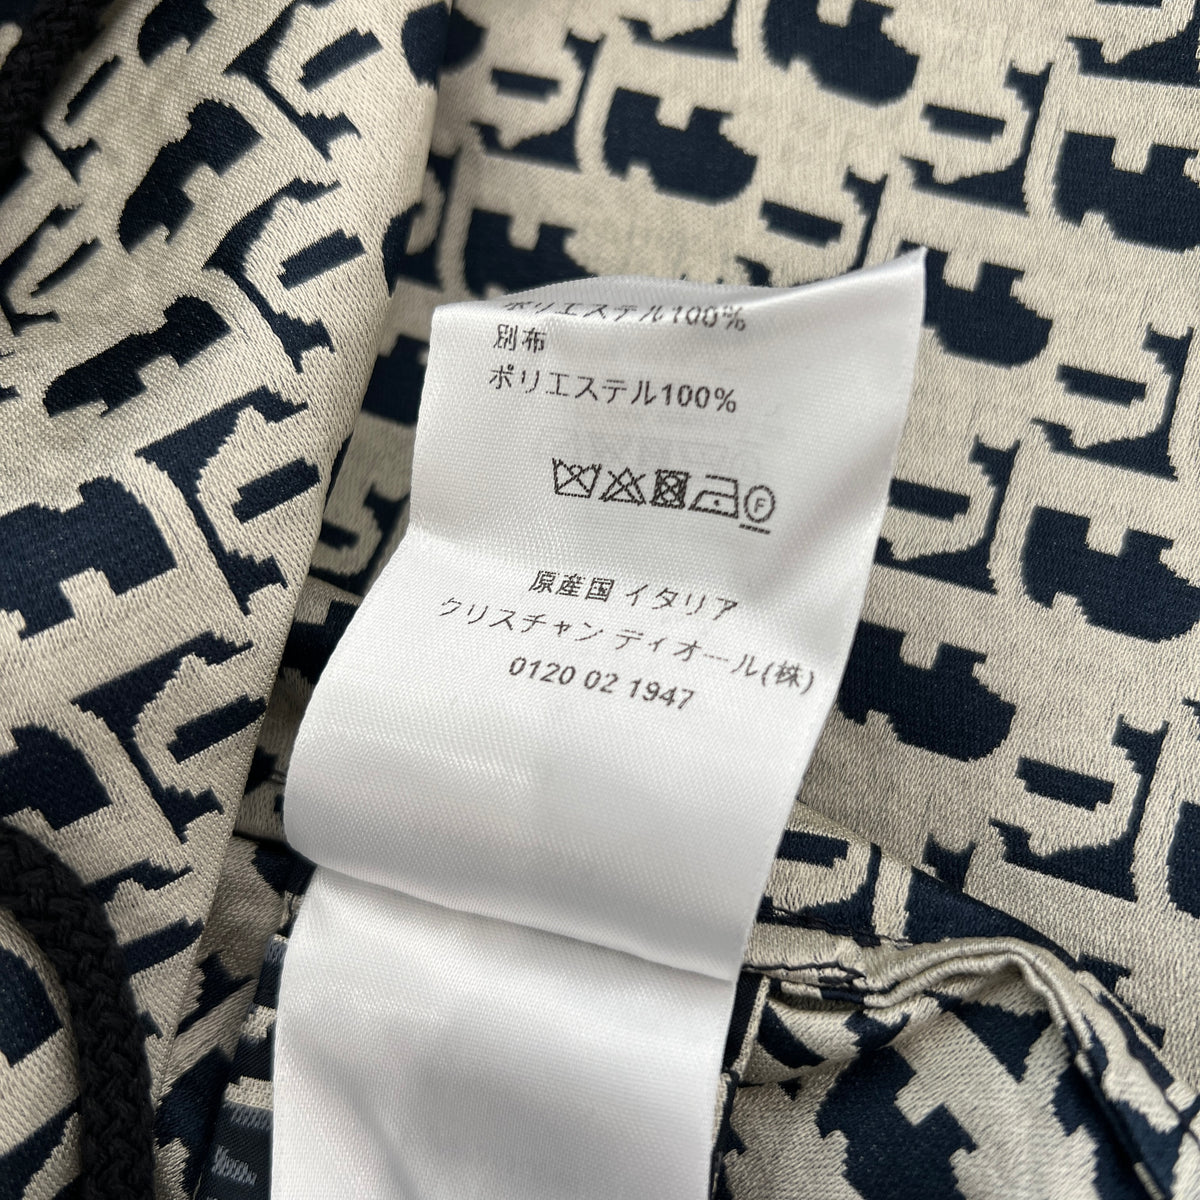 ポリエステル100%
別布
ポリエステル100%
F
原産国 イタリア
クリスチャン ディオール(株)
0120 02 1947